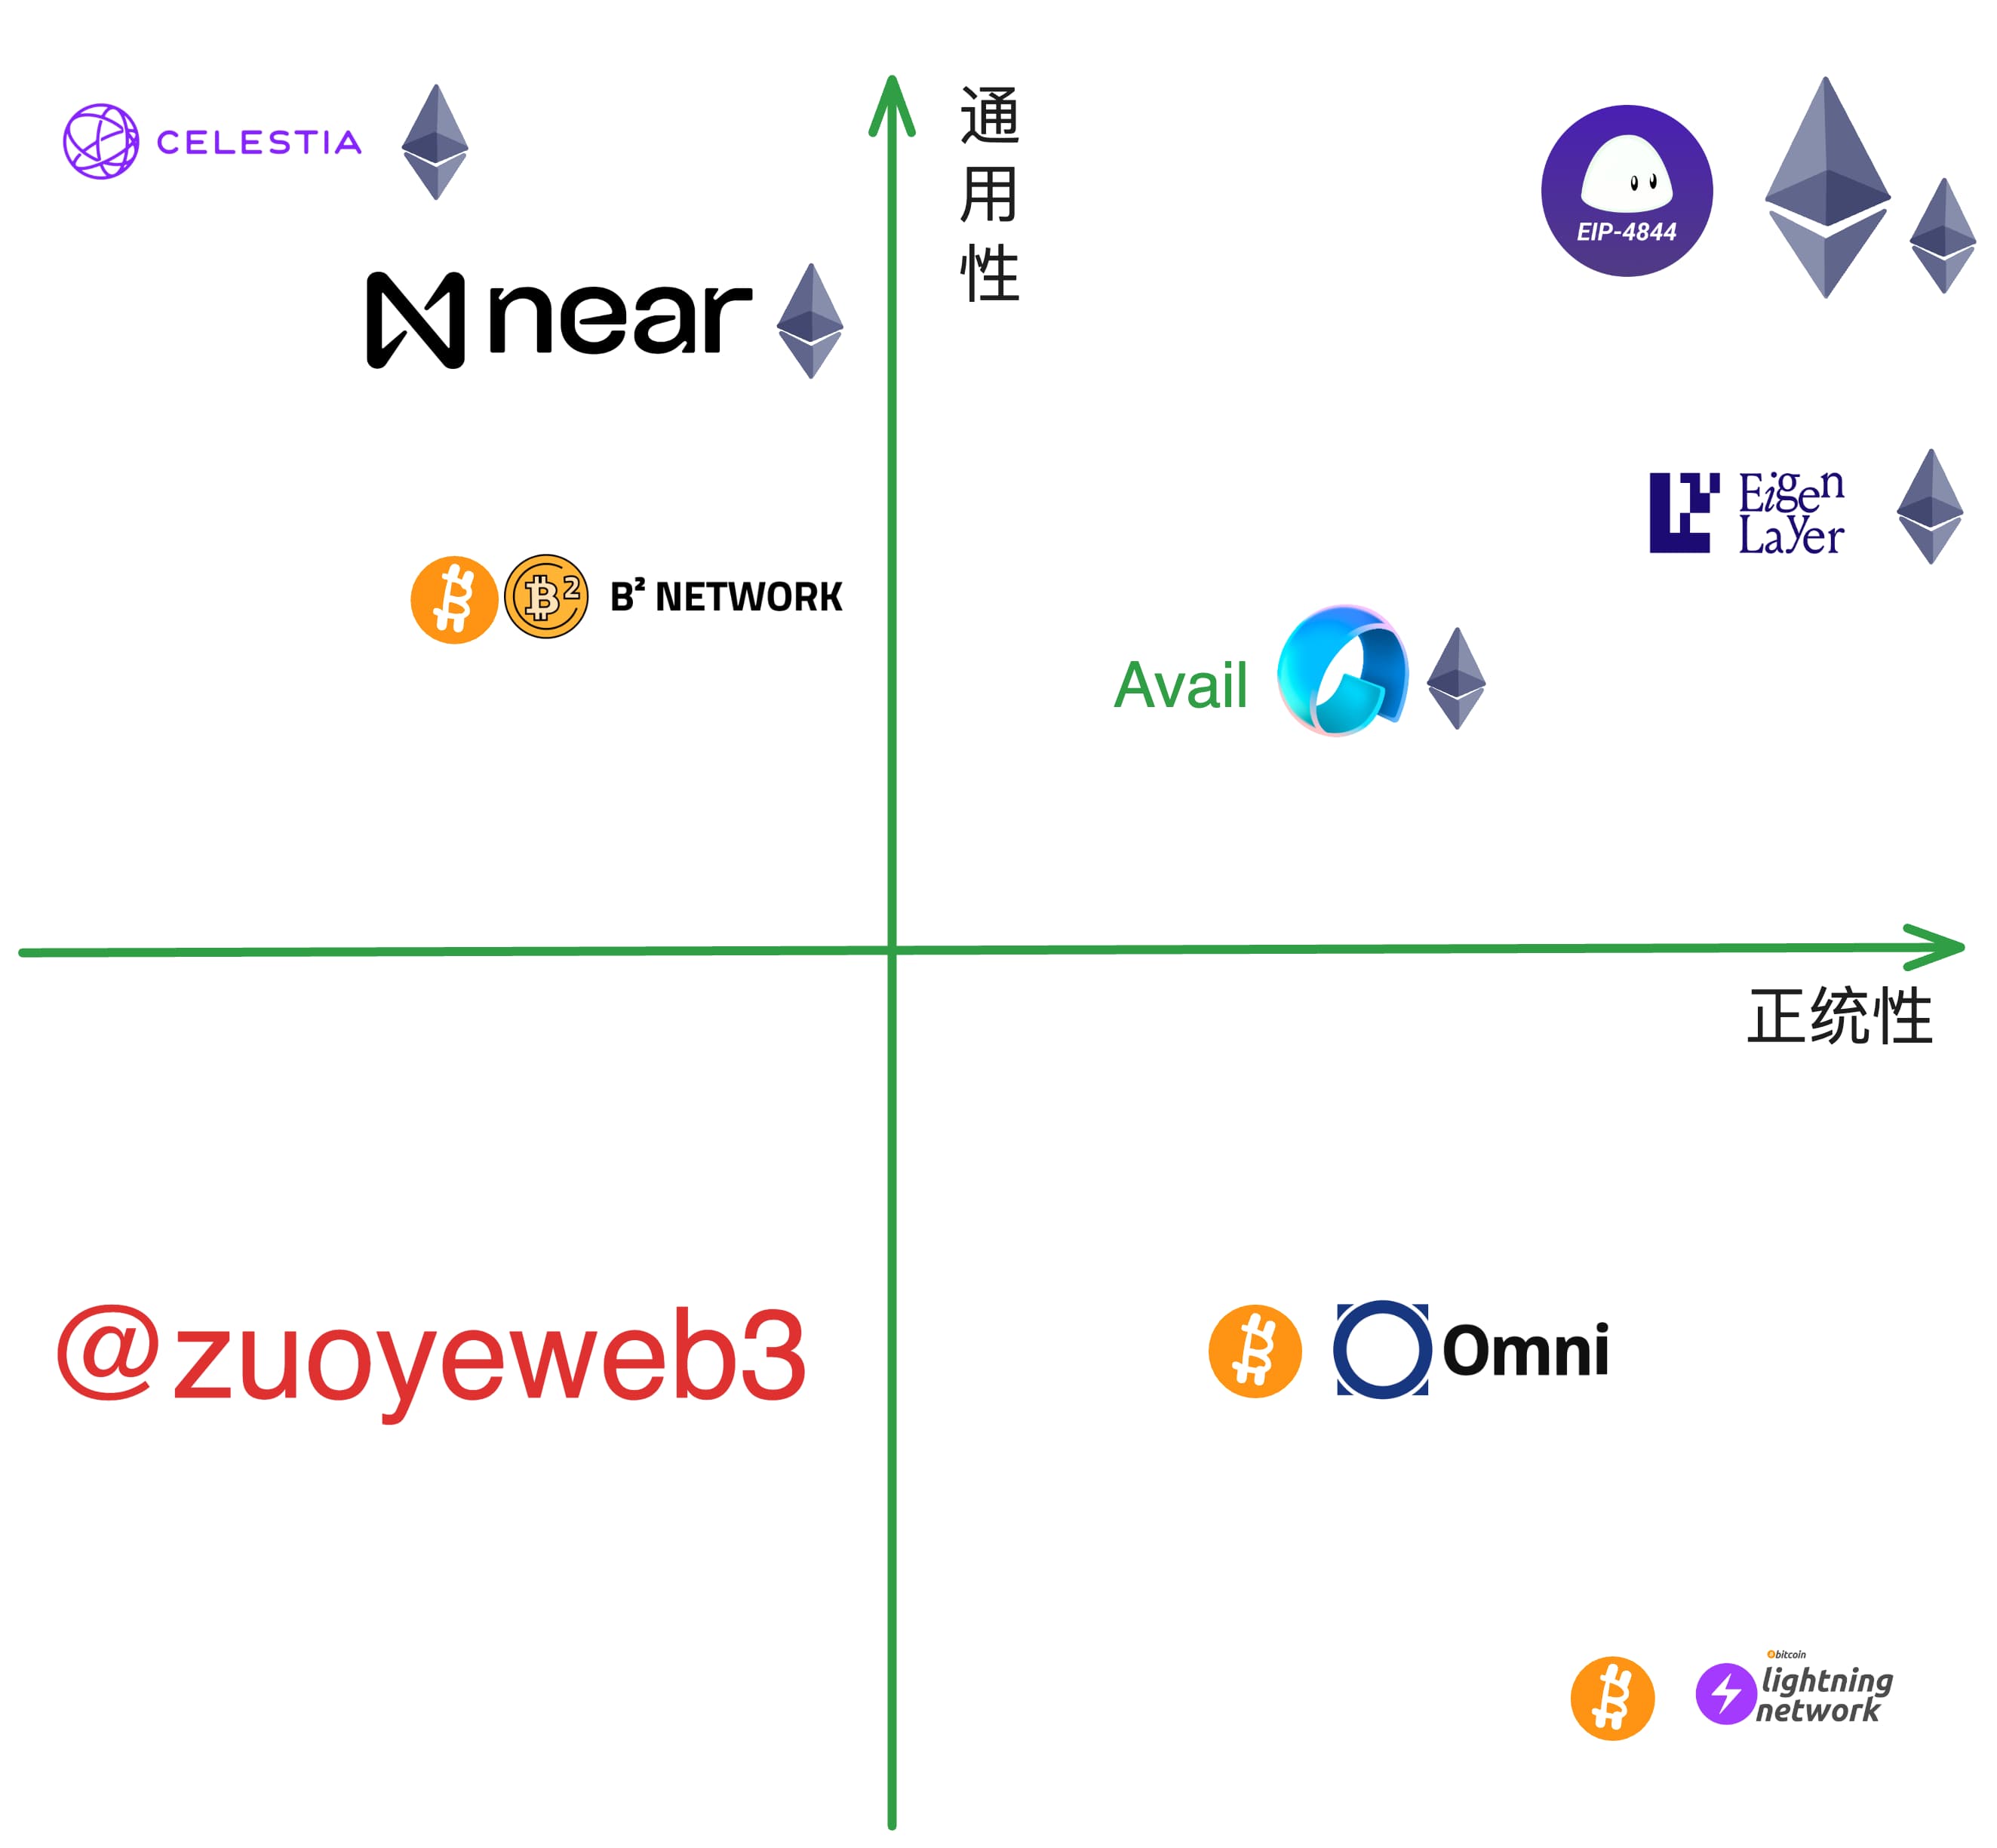 CELESTIA
通用性
EIP-4844
near
Eigen
Layer
B² NETWORK
Avail
正统性
@zuoyeweb3
Omni
bitcoin
lightning
network